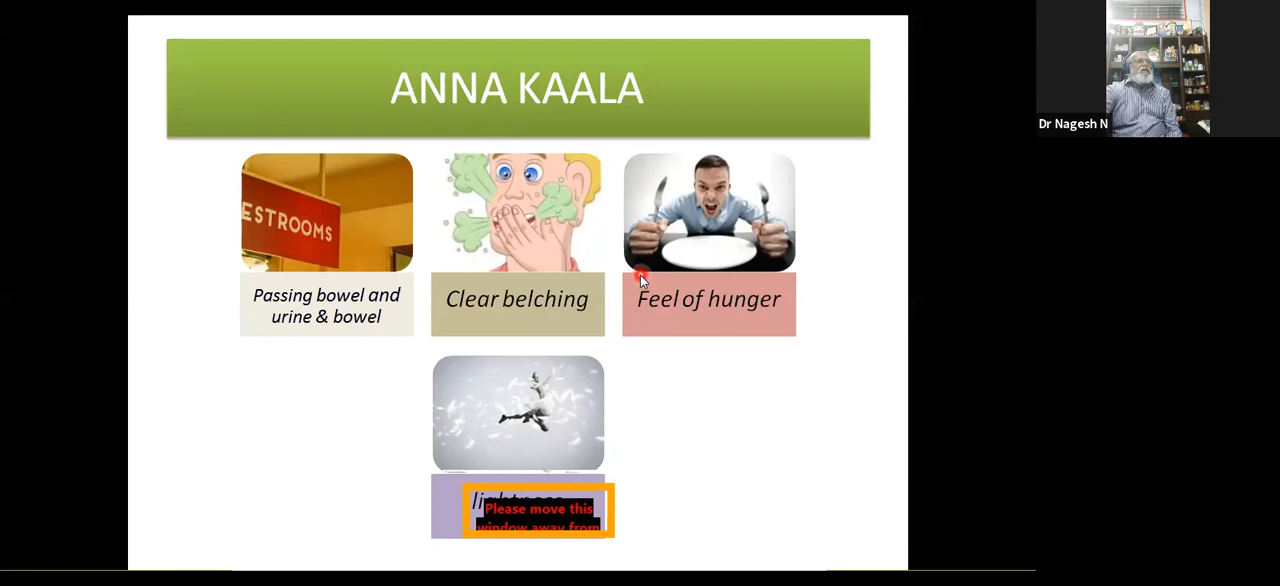 ANNA KAALA
Dr Nagesh N
ESTROOMS
Passing bowel and
urine & bowel
Clear belching
Feel of hunger
Please move this
window away from